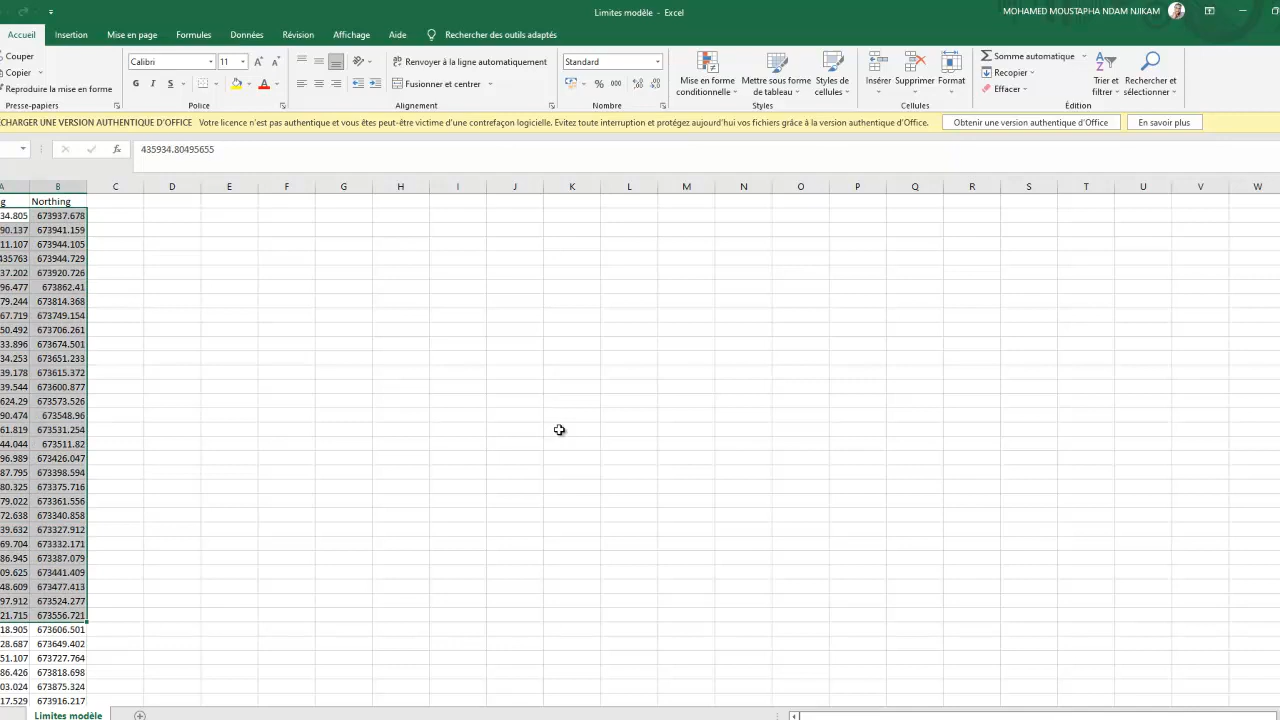 Limites modèle - Excel
MOHAMED MOUSTAPHA NDAM NJIKAM
Accueil Insertion Mise en page Formules Données Révision Affichage Aide Rechercher des outils adaptés
Couper
Copier
Reproduire la mise en forme
Presse-papiers
Calibri 11
G I S
Police
Renvoyer à la ligne automatiquement
Fusionner et centrer
Alignement
Standard
% 000
Nombre
Mise en forme conditionnelle
Mettre sous forme de tableau
Styles de cellules
Styles
Insérer Supprimer Format
Cellules
Somme automatique
Recopier
Effacer
Trier et filtrer
Rechercher et sélectionner
Édition
CHARGER UNE VERSION AUTHENTIQUE D'OFFICE Votre licence n'est pas authentique et vous êtes peut-être victime d'une contrefaçon logicielle. Evitez toute interruption et protégez aujourd'hui vos fichiers grâce à la version authentique d'Office. Obtenir une version authentique d'Office En savoir plus
fx 435934.80495655
A B C D E F G H I J K L M N O P Q R S T U V W
g Northing
34.805 673937.678
90.137 673941.159
11.107 673944.105
435763 673944.729
37.202 673920.726
96.477 673862.41
79.244 673814.368
67.719 673749.154
50.492 673706.261
33.896 673674.501
34.253 673651.233
39.178 673615.372
39.544 673600.877
624.29 673573.526
90.474 673548.96
61.819 673531.254
44.044 673511.82
96.989 673426.047
87.795 673398.594
80.325 673375.716
79.022 673361.556
72.638 673340.858
39.632 673327.912
69.704 673332.171
86.945 673387.079
09.625 673441.409
48.609 673477.413
97.912 673524.277
21.715 673556.721
18.905 673606.501
28.687 673649.402
51.107 673727.764
86.426 673818.698
03.024 673875.324
17.529 673916.217
Limites modèle